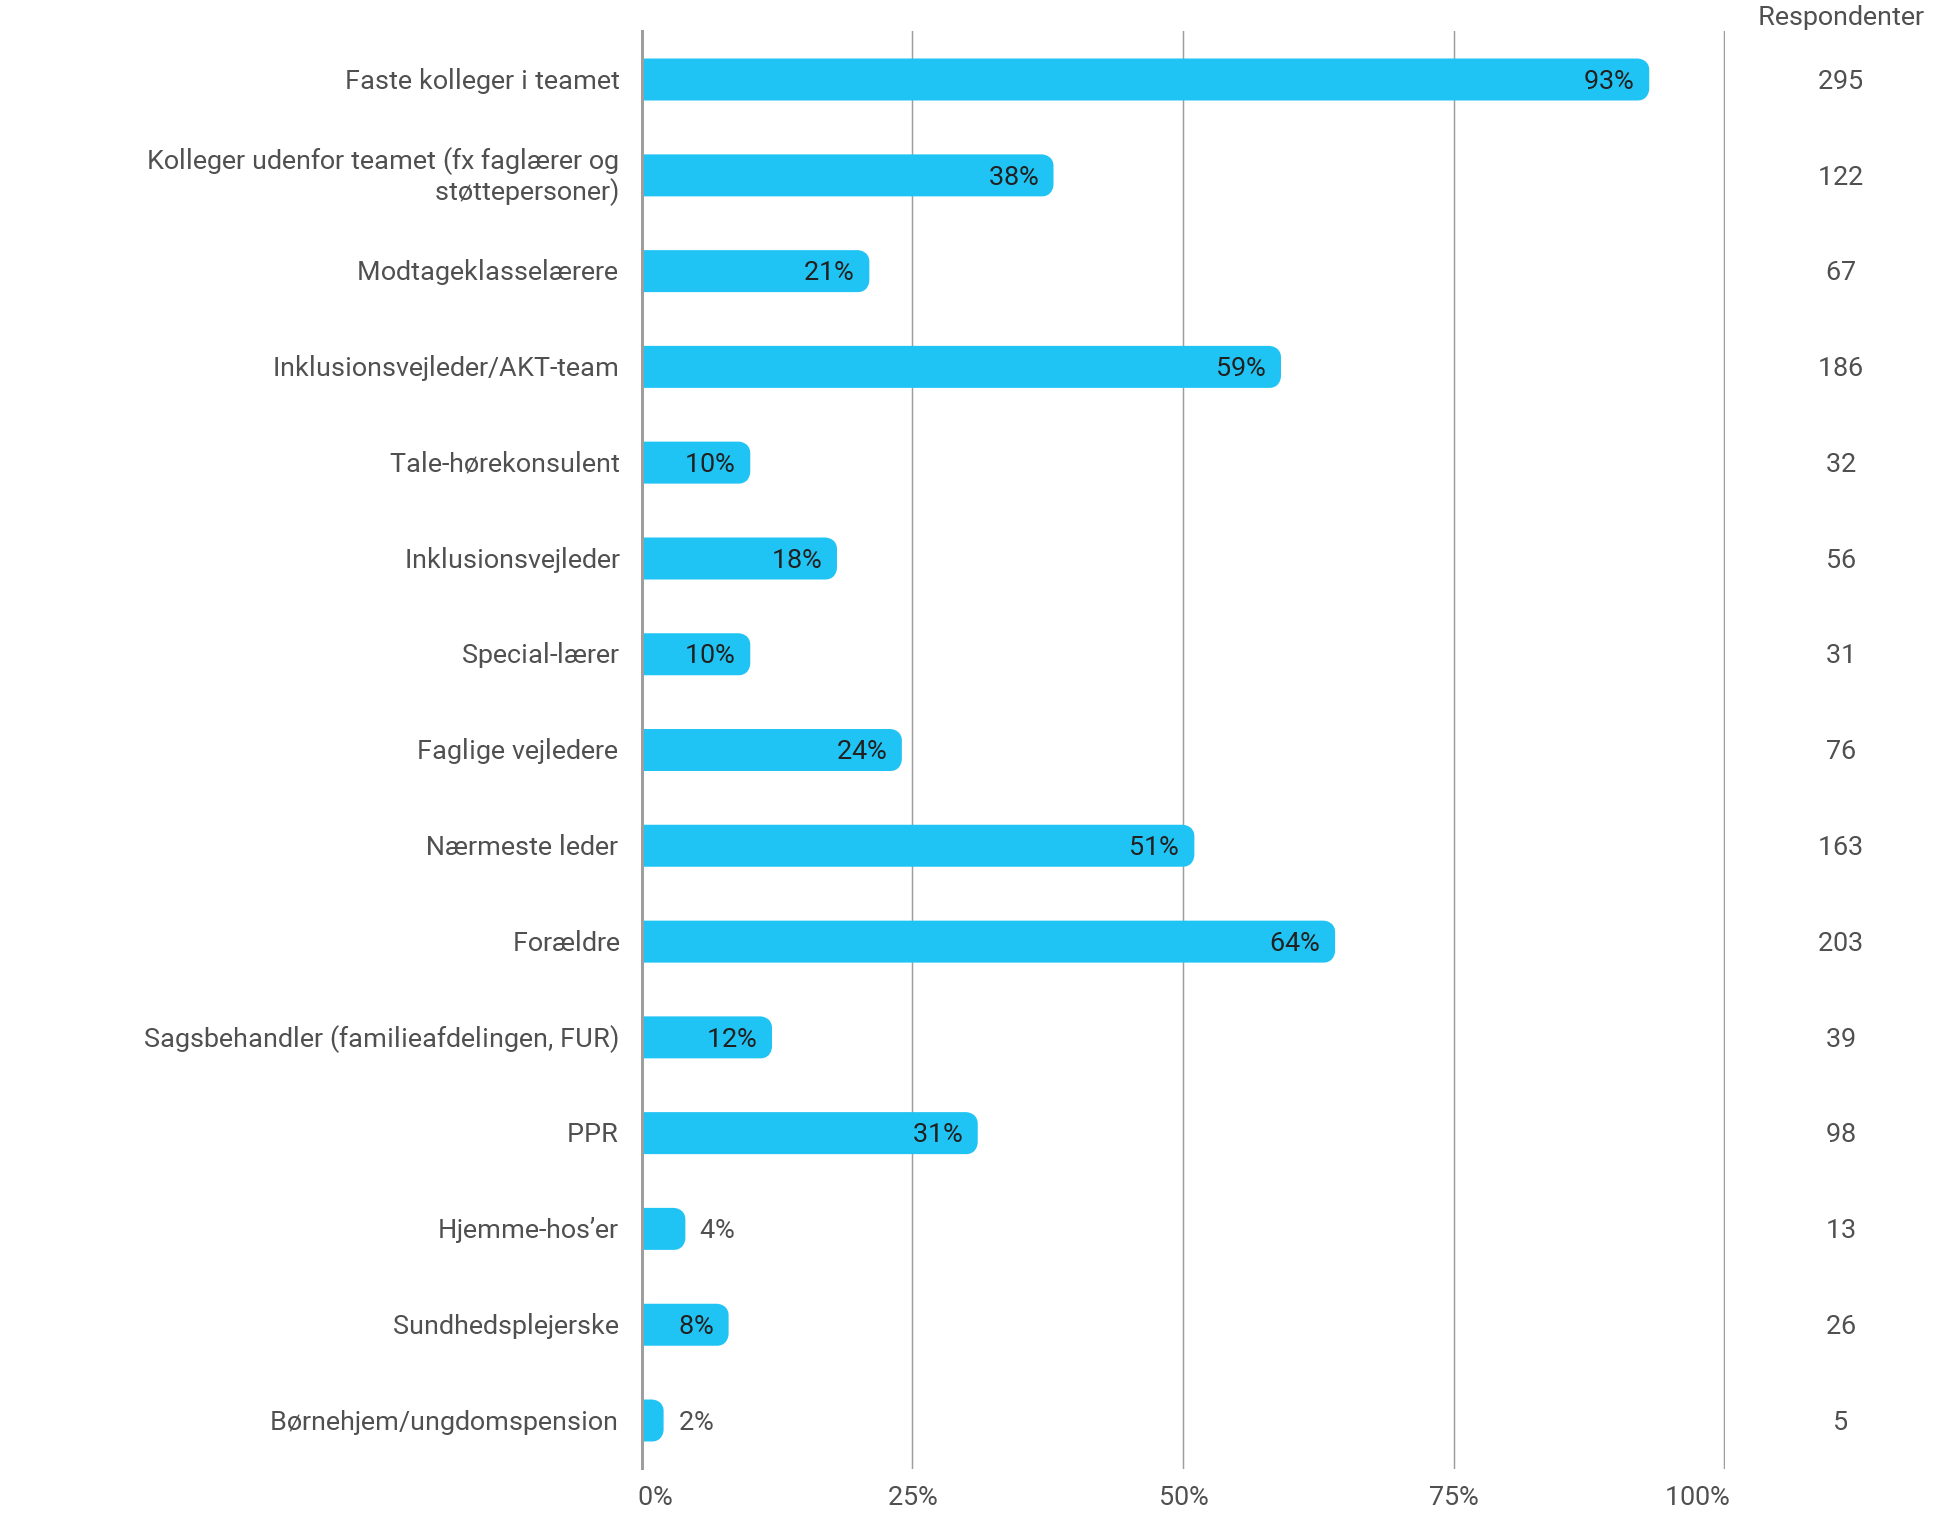 Respondenter
Faste kolleger i teamet 93% 295
Kolleger udenfor teamet (fx faglærer og
støttepersoner) 38% 122
Modtageklasselærere 21% 67
Inklusionsvejleder/AKT-team 59% 186
Tale-hørekonsulent 10% 32
Inklusionsvejleder 18% 56
Special-lærer 10% 31
Faglige vejledere 24% 76
Nærmeste leder 51% 163
Forældre 64% 203
Sagsbehandler (familieafdelingen, FUR) 12% 39
PPR 31% 98
Hjemme-hos’er 4% 13
Sundhedsplejerske 8% 26
Børnehjem/ungdomspension 2% 5
0% 25% 50% 75% 100%